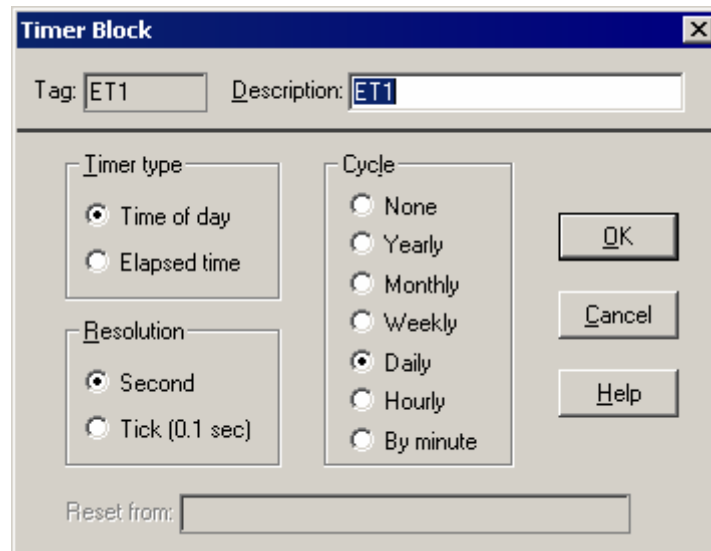 Timer Block
Tag: ET1 Description: ET1
Timer type
Time of day
Elapsed time
Resolution
Second
Tick (0.1 sec)
Cycle
None
Yearly
Monthly
Weekly
Daily
Hourly
By minute
OK
Cancel
Help
Reset from: